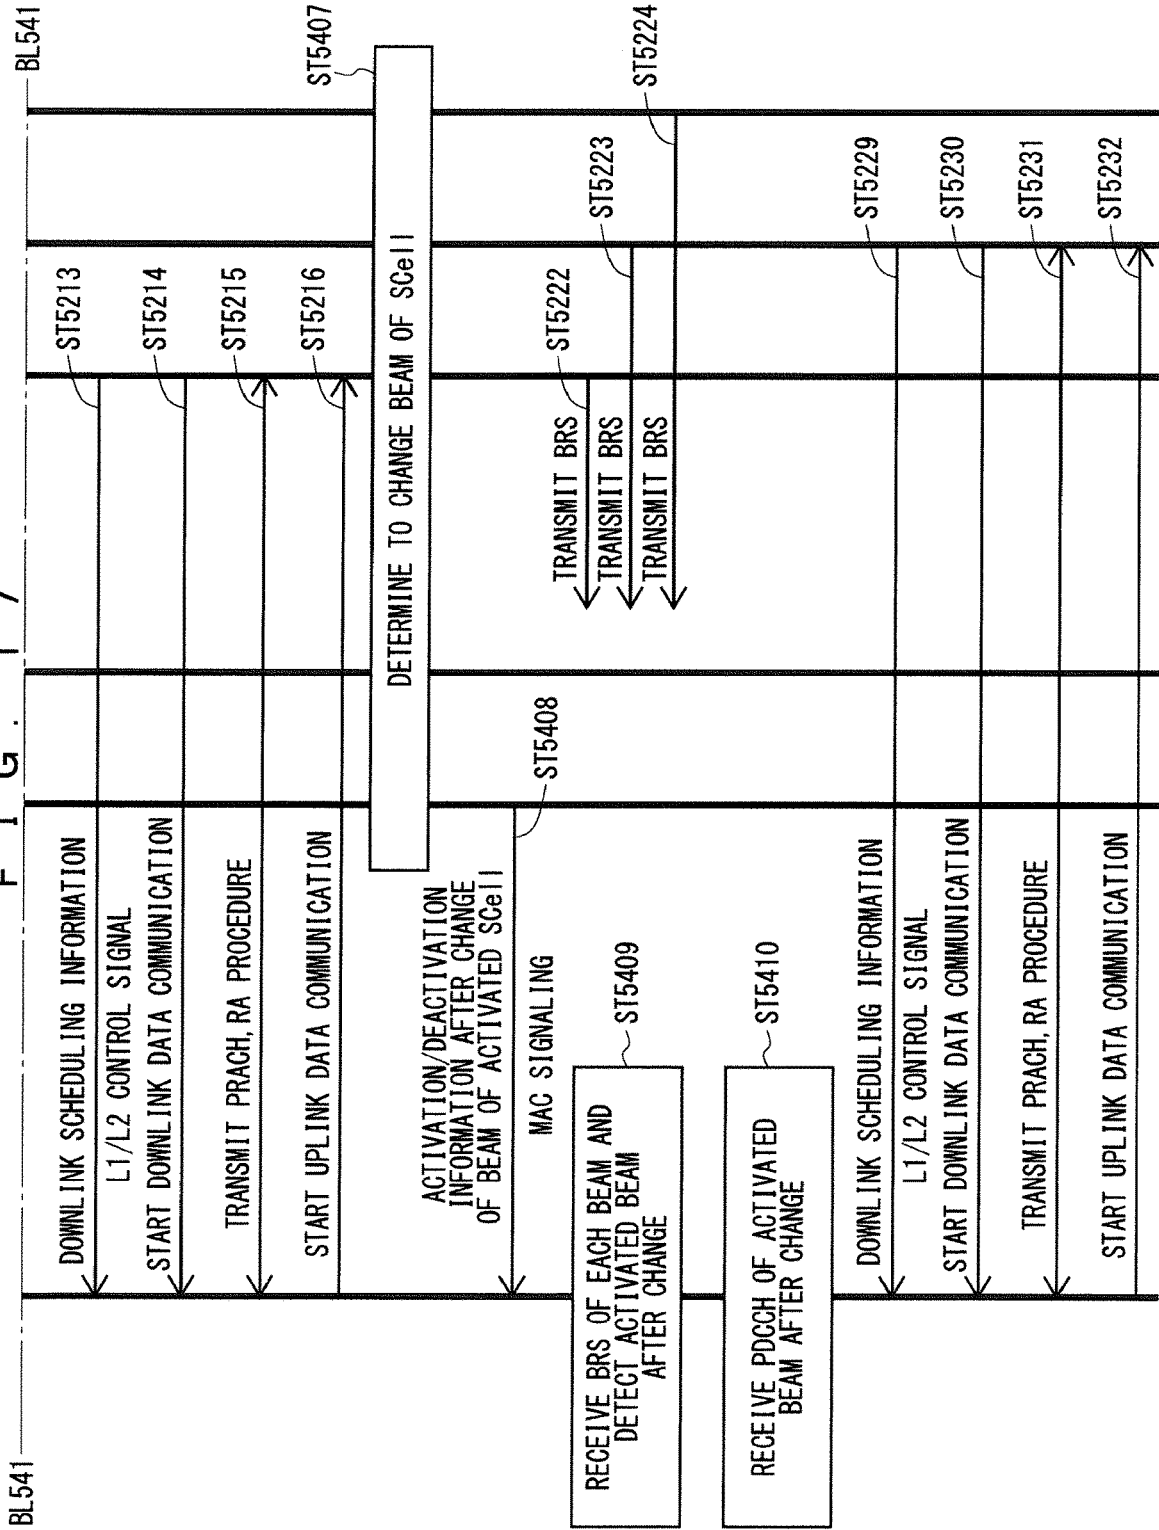 F I G . 1 7
BL541
BL541
DOWNLINK SCHEDULING INFORMATION
ST5213
L1/L2 CONTROL SIGNAL
START DOWNLINK DATA COMMUNICATION
ST5214
TRANSMIT PRACH, RA PROCEDURE
ST5215
START UPLINK DATA COMMUNICATION
ST5216
ST5407
DETERMINE TO CHANGE BEAM OF SCell
ACTIVATION/DEACTIVATION
INFORMATION AFTER CHANGE
OF BEAM OF ACTIVATED SCell
ST5408
MAC SIGNALING
TRANSMIT BRS
ST5222
TRANSMIT BRS
ST5223
TRANSMIT BRS
ST5224
RECEIVE BRS OF EACH BEAM AND
DETECT ACTIVATED BEAM
AFTER CHANGE
ST5409
RECEIVE PDCCH OF ACTIVATED
BEAM AFTER CHANGE
ST5410
DOWNLINK SCHEDULING INFORMATION
ST5229
L1/L2 CONTROL SIGNAL
START DOWNLINK DATA COMMUNICATION
ST5230
TRANSMIT PRACH, RA PROCEDURE
ST5231
START UPLINK DATA COMMUNICATION
ST5232